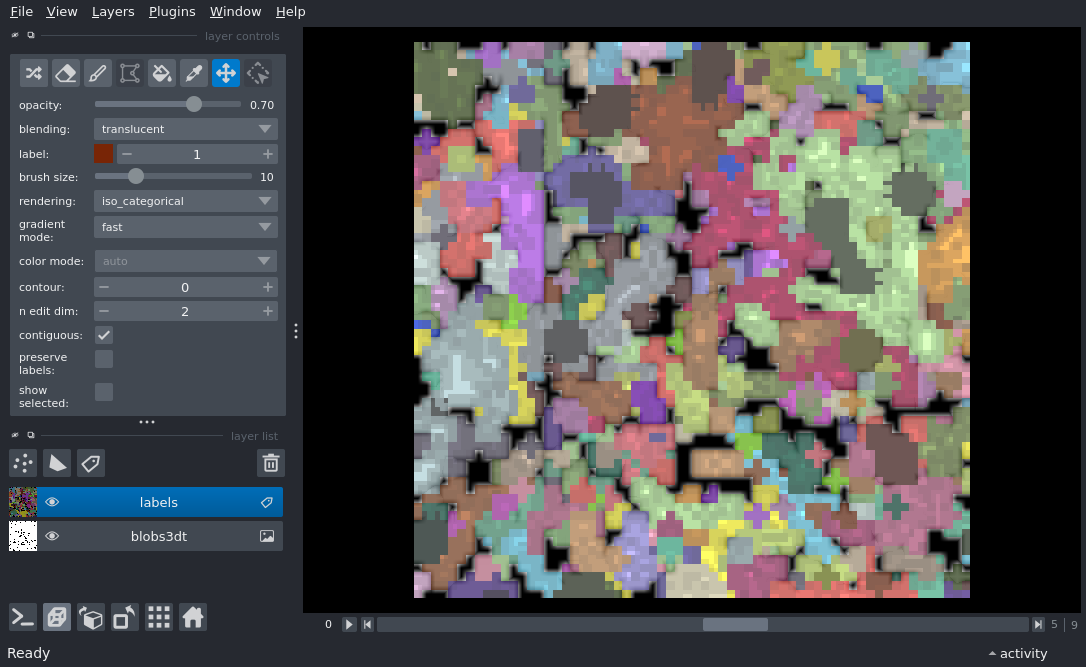 File View Layers Plugins Window Help
layer controls
opacity: 0.70
blending: translucent
label: 1
brush size: 10
rendering: iso_categorical
gradient
mode: fast
color mode: auto
contour: 0
n edit dim: 2
contiguous:
preserve
labels:
show
selected:
layer list
labels
blobs3dt
0 5 | 9
Ready activity